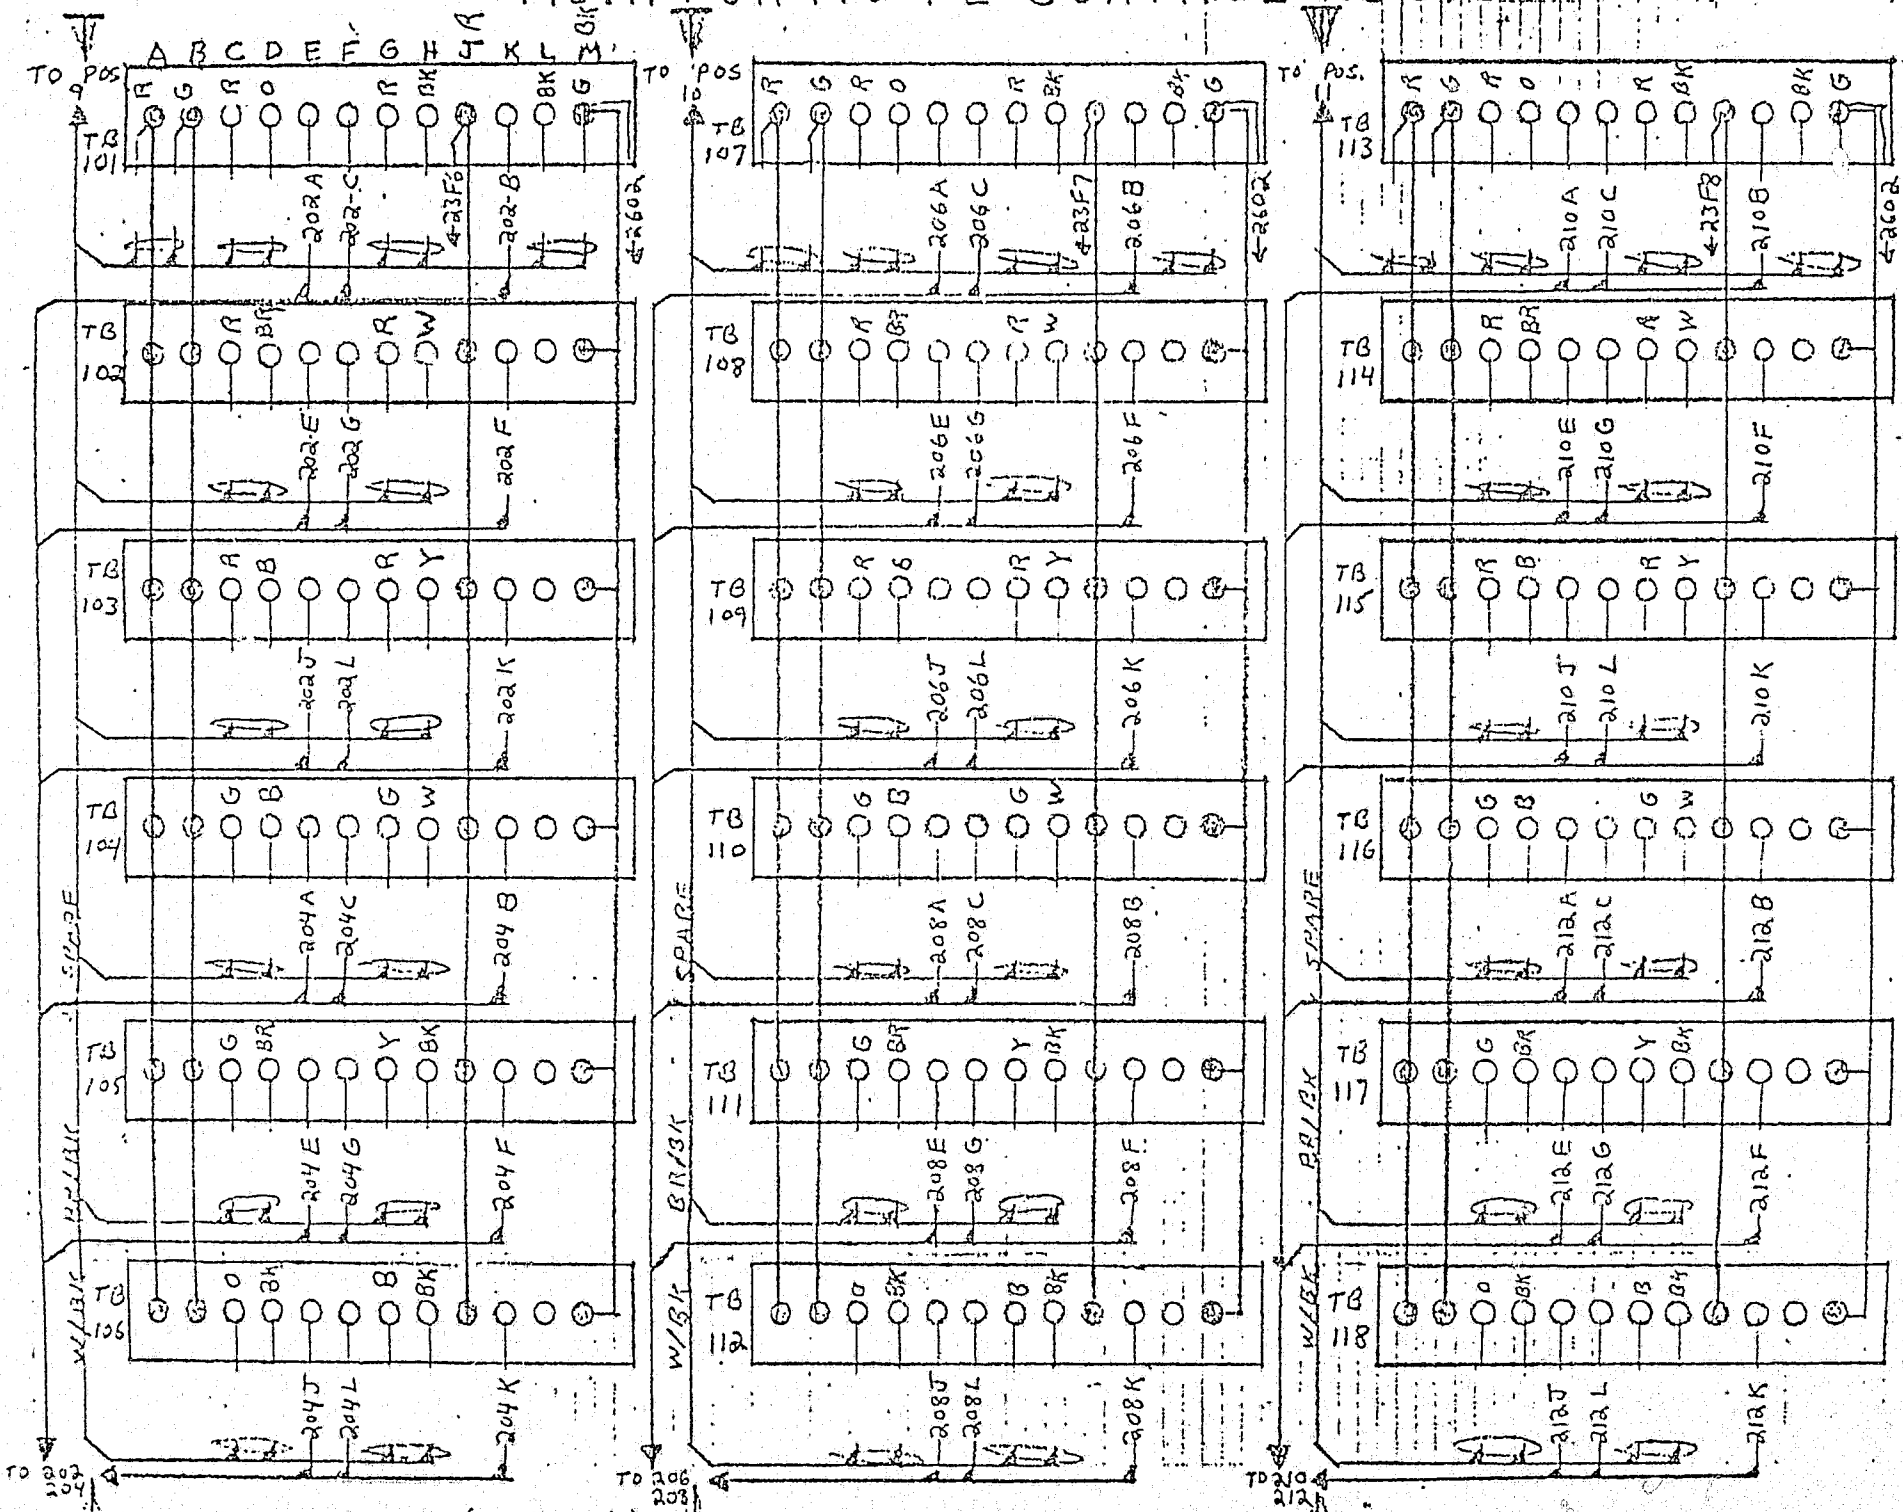 A B C D E F G H J K L M
R
BK
TO POS 9
TB 101
R G R O R BK BK G
202A
202-C
23F6
202-B
2602
TO POS 10
TB 107
R G R O R BK BK G
206A
206C
23F7
206B
2602
TO POS. 11
TB 113
R G R O R BK BK G
210A
210C
23F8
210B
2602
TB 102
R BR R W
202-E
202G
202F
TB 108
R BR R W
206E
206G
206F
TB 114
R BR R W
210E
210G
210F
TB 103
R B R Y
202J
202L
202K
TB 109
R B R Y
206J
206L
206K
TB 115
R B R Y
210J
210L
210K
TB 104
G B G W
204A
204C
204B
SPARE
TB 110
G B G W
208A
208C
208B
SPARE
TB 116
G B G W
212A
212C
212B
SPARE
TB 105
G BR Y BK
204E
204G
204F
BR/BK
TB 111
G BR Y BK
208E
208G
208F
BR/BK
TB 117
G BR Y BK
212E
212G
212F
BR/BK
TB 106
O BK B BK
204J
204L
204K
W/BK
TB 112
O BK B BK
208J
208L
208K
W/BK
TB 118
O BK B BK
212J
212L
212K
W/BK
TO 202
204
TO 206
208
TO 210
212